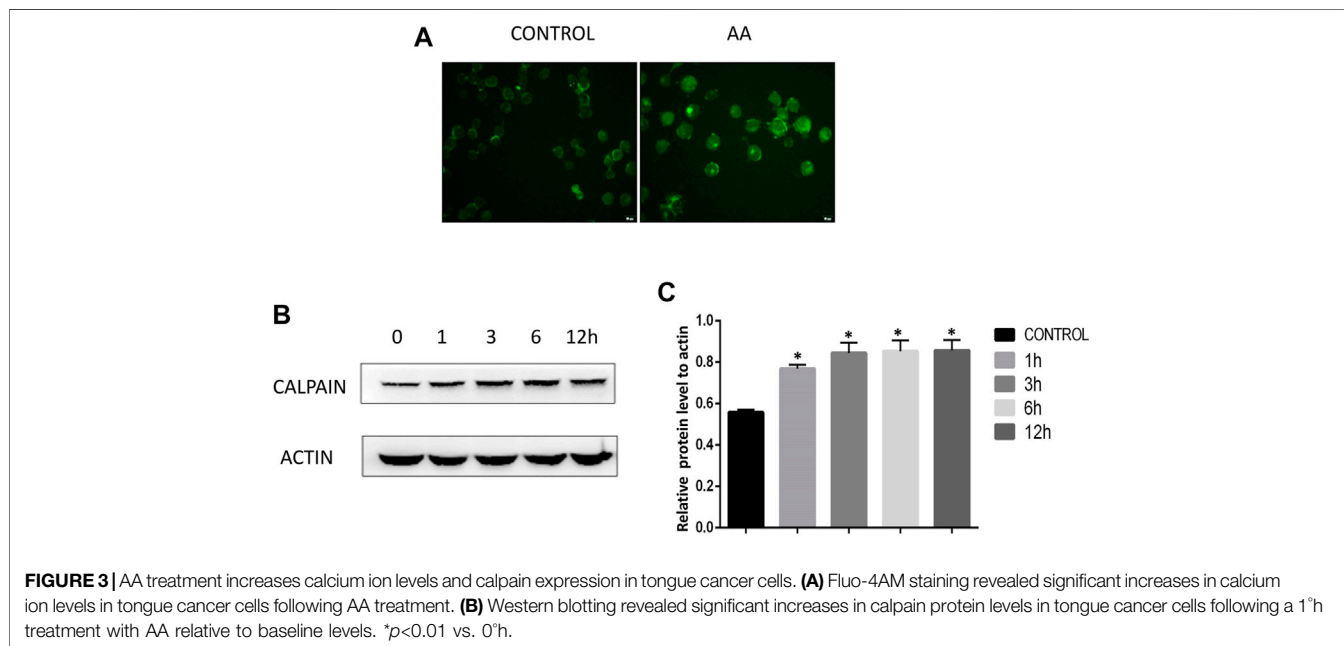 A CONTROL AA
B
0 1 3 6 12h
CALPAIN
ACTIN
C
Relative protein level to actin
1.0
0.8
0.6
0.4
0.2
0.0
* * * *
CONTROL
1h
3h
6h
12h
FIGURE 3 | AA treatment increases calcium ion levels and calpain expression in tongue cancer cells. (A) Fluo-4AM staining revealed significant increases in calcium
ion levels in tongue cancer cells following AA treatment. (B) Western blotting revealed significant increases in calpain protein levels in tongue cancer cells following a 1°h
treatment with AA relative to baseline levels. *p<0.01 vs. 0°h.